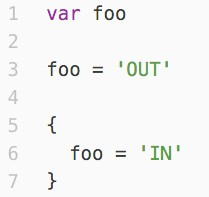 1 var foo
2
3 foo = 'OUT'
4
5 {
6   foo = 'IN'
7 }